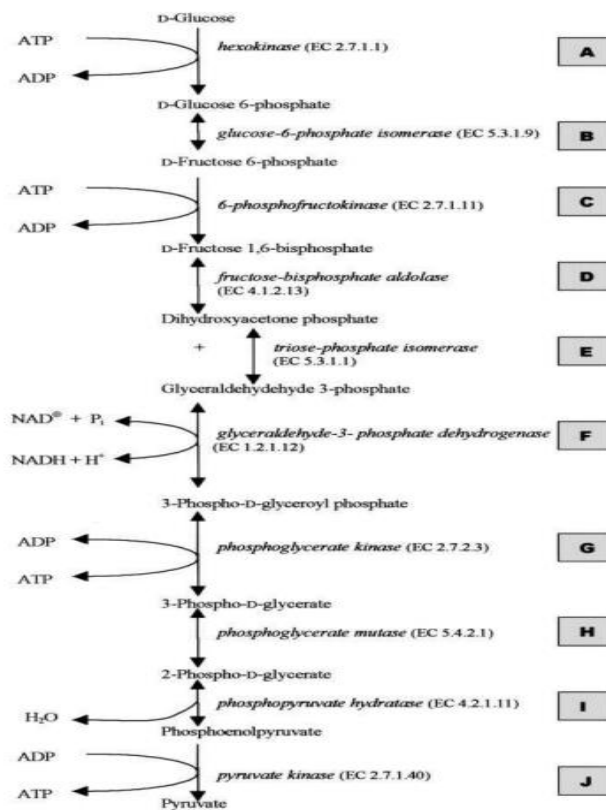 D-Glucose
ATP
hexokinase (EC 2.7.1.1)
A
ADP
D-Glucose 6-phosphate
glucose-6-phosphate isomerase (EC 5.3.1.9)
B
D-Fructose 6-phosphate
ATP
6-phosphofructokinase (EC 2.7.1.11)
C
ADP
D-Fructose 1,6-bisphosphate
fructose-bisphosphate aldolase
(EC 4.1.2.13)
D
Dihydroxyacetone phosphate
+
triose-phosphate isomerase
(EC 5.3.1.1)
E
Glyceraldehydehyde 3-phosphate
NAD⊕ + Pi
glyceraldehyde-3- phosphate dehydrogenase
(EC 1.2.1.12)
F
NADH + H+
3-Phospho-D-glyceroyl phosphate
ADP
phosphoglycerate kinase (EC 2.7.2.3)
G
ATP
3-Phospho-D-glycerate
phosphoglycerate mutase (EC 5.4.2.1)
H
2-Phospho-D-glycerate
phosphopyruvate hydratase (EC 4.2.1.11)
I
H2O
Phosphoenolpyruvate
ADP
pyruvate kinase (EC 2.7.1.40)
J
ATP
Pyruvate